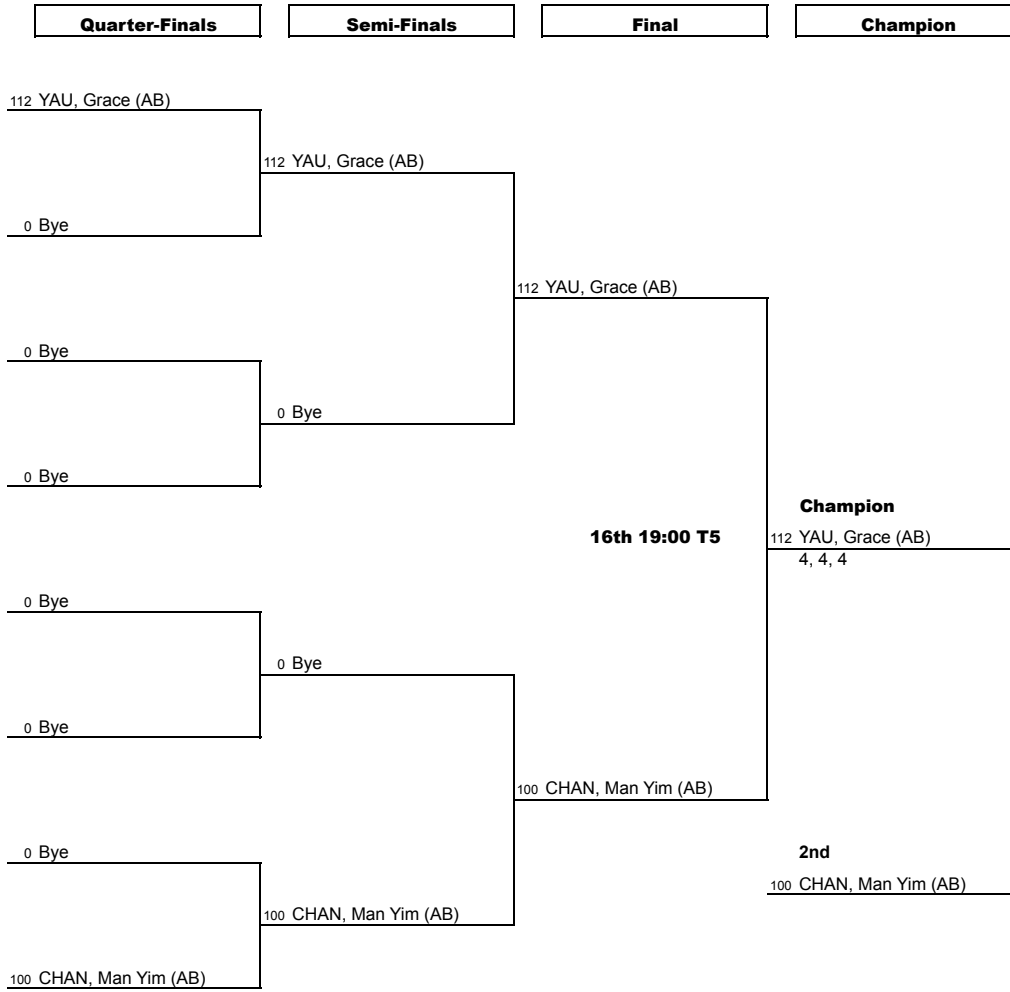 Quarter-Finals Semi-Finals Final Champion
112 YAU, Grace (AB)
112 YAU, Grace (AB)
0 Bye
112 YAU, Grace (AB)
0 Bye
0 Bye
0 Bye
Champion
16th 19:00 T5 112 YAU, Grace (AB)
4, 4, 4
0 Bye
0 Bye
0 Bye
100 CHAN, Man Yim (AB)
0 Bye 2nd
100 CHAN, Man Yim (AB)
100 CHAN, Man Yim (AB)
100 CHAN, Man Yim (AB)